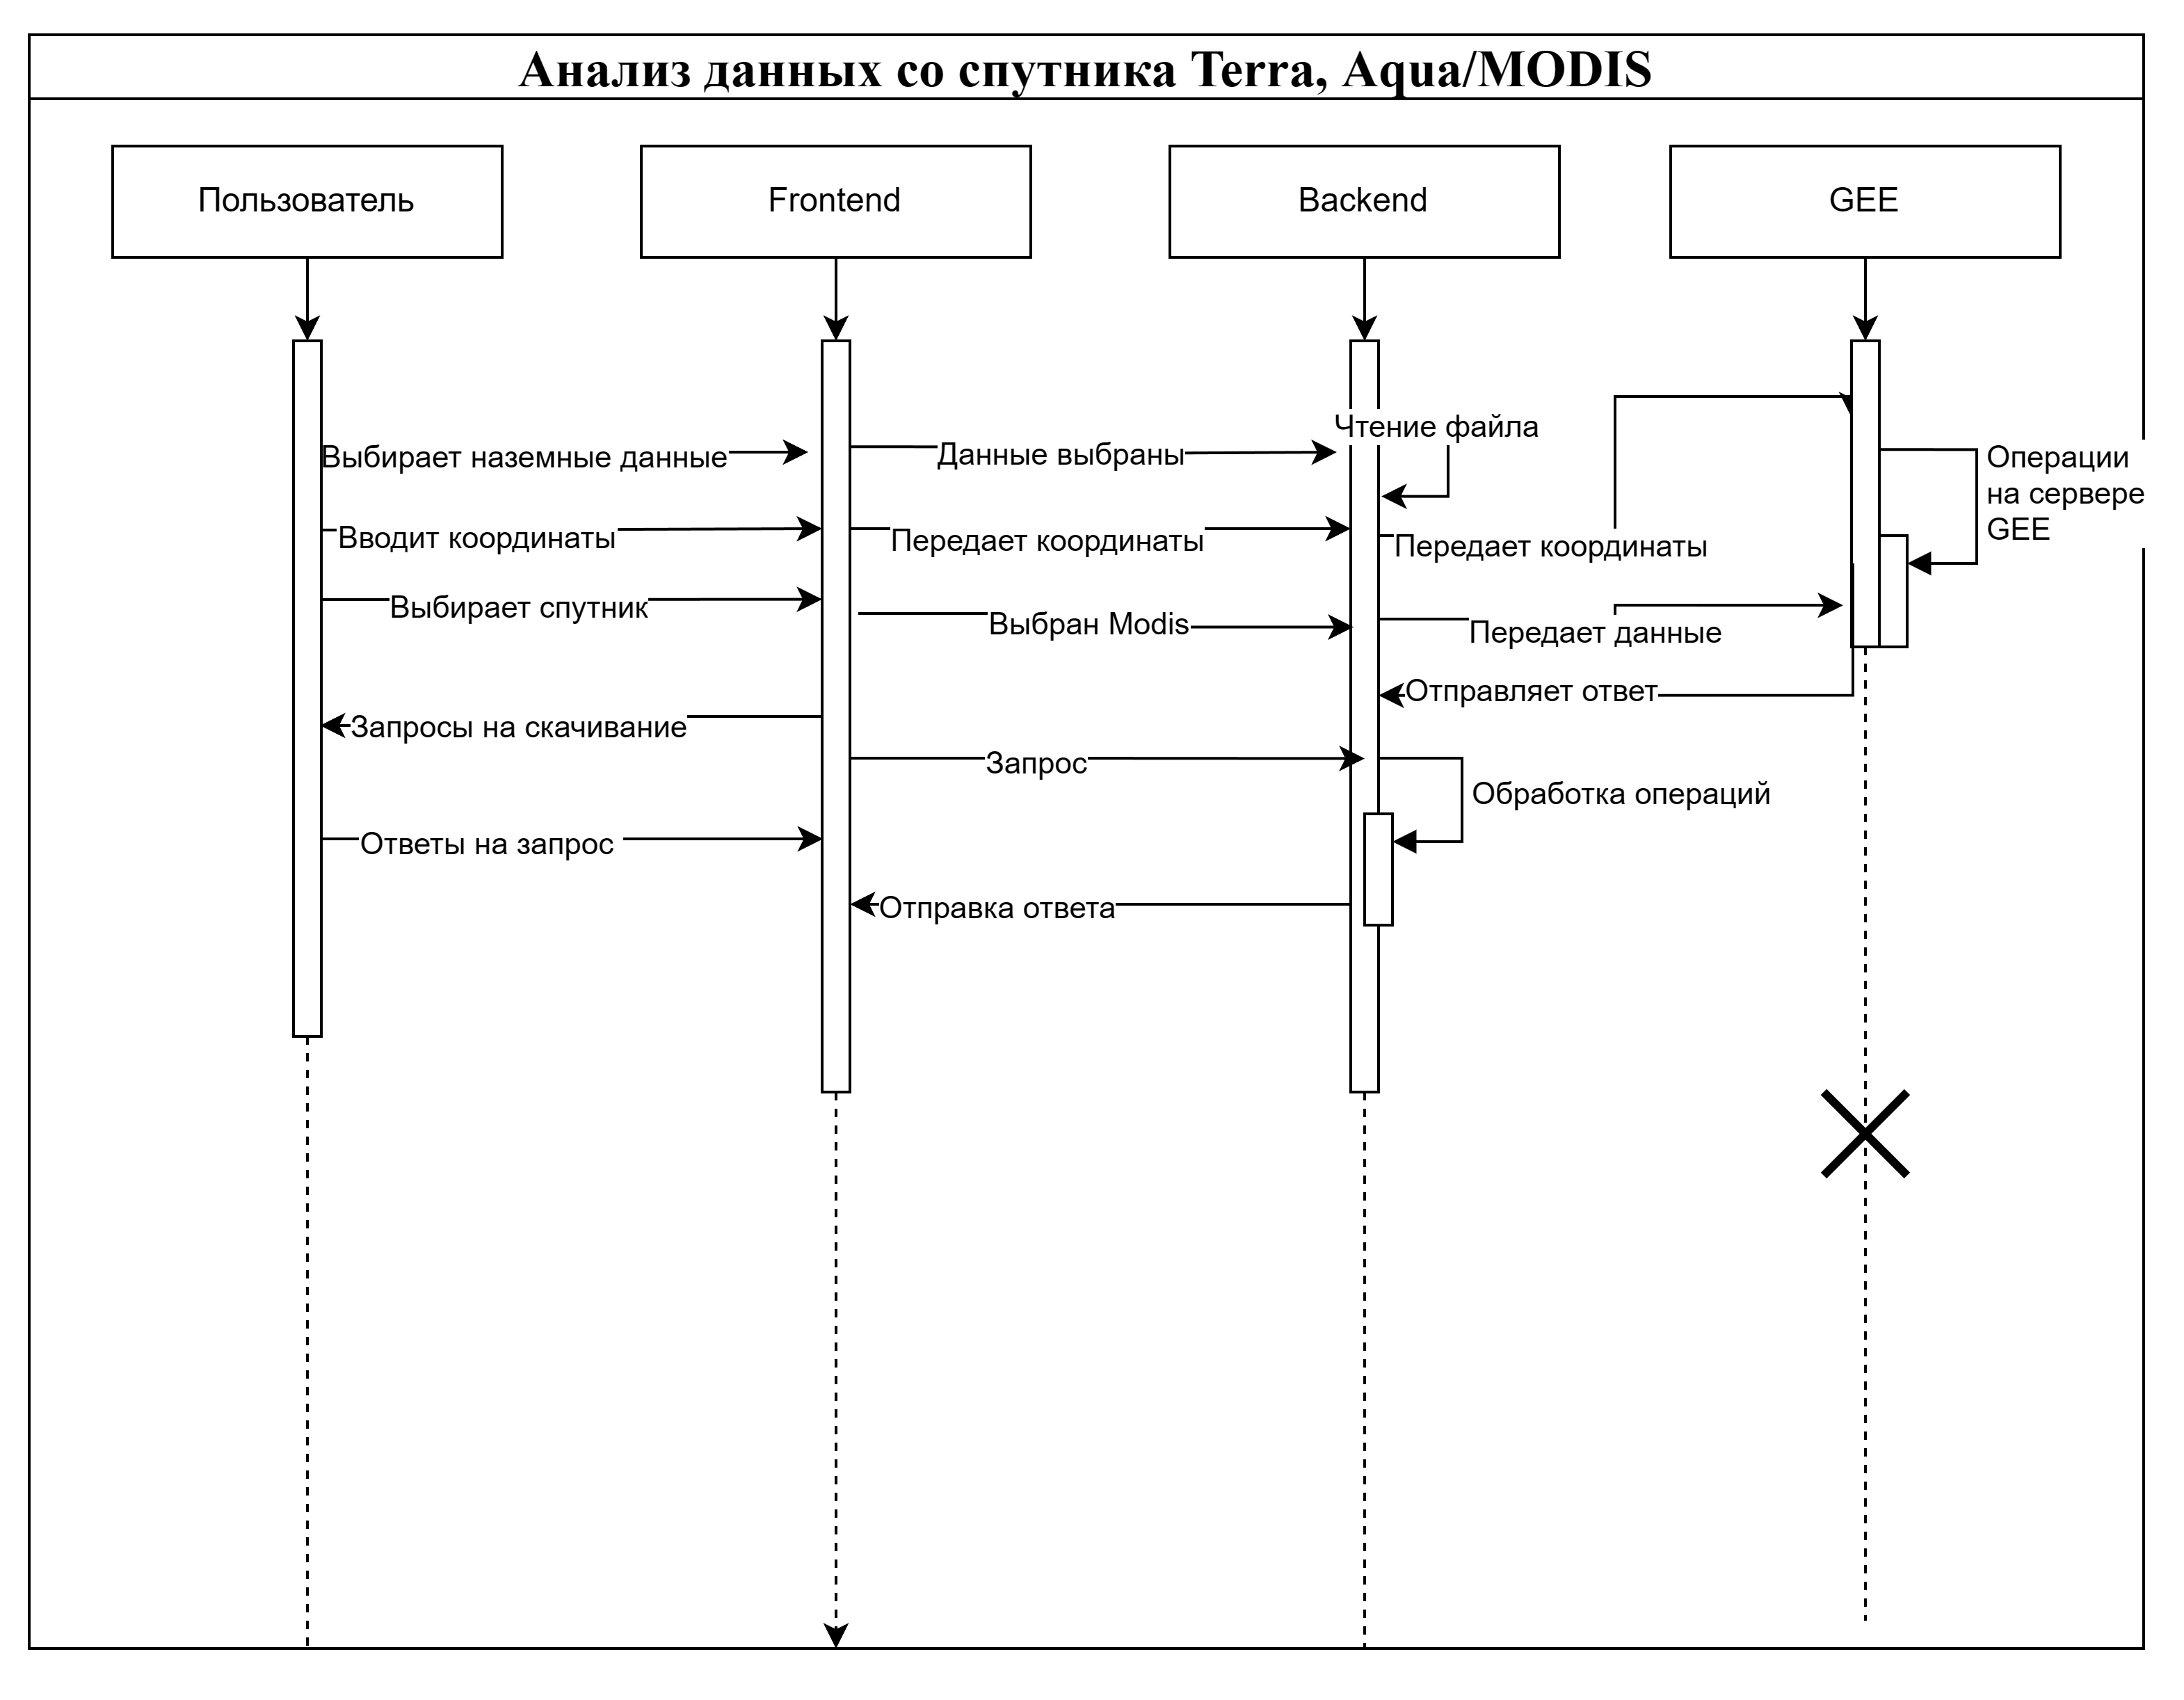 Анализ данных со спутника Terra, Aqua/MODIS
Пользователь
Frontend
Backend
GEE
Чтение файла
Выбирает наземные данные
Данные выбраны
Операции
на сервере
GEE
Вводит координаты
Передает координаты
Передает координаты
Выбирает спутник
Выбран Modis
Передает данные
Отправляет ответ
Запросы на скачивание
Запрос
Обработка операций
Ответы на запрос
Отправка ответа